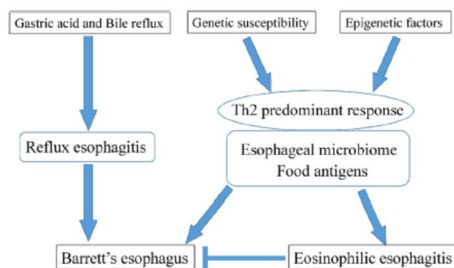 Gastric acid and Bile reflux
Genetic susceptibility
Epigenetic factors
Th2 predominant response
Reflux esophagitis
Esophageal microbiome
Food antigens
Barrett's esophagus
Eosinophilic esophagitis